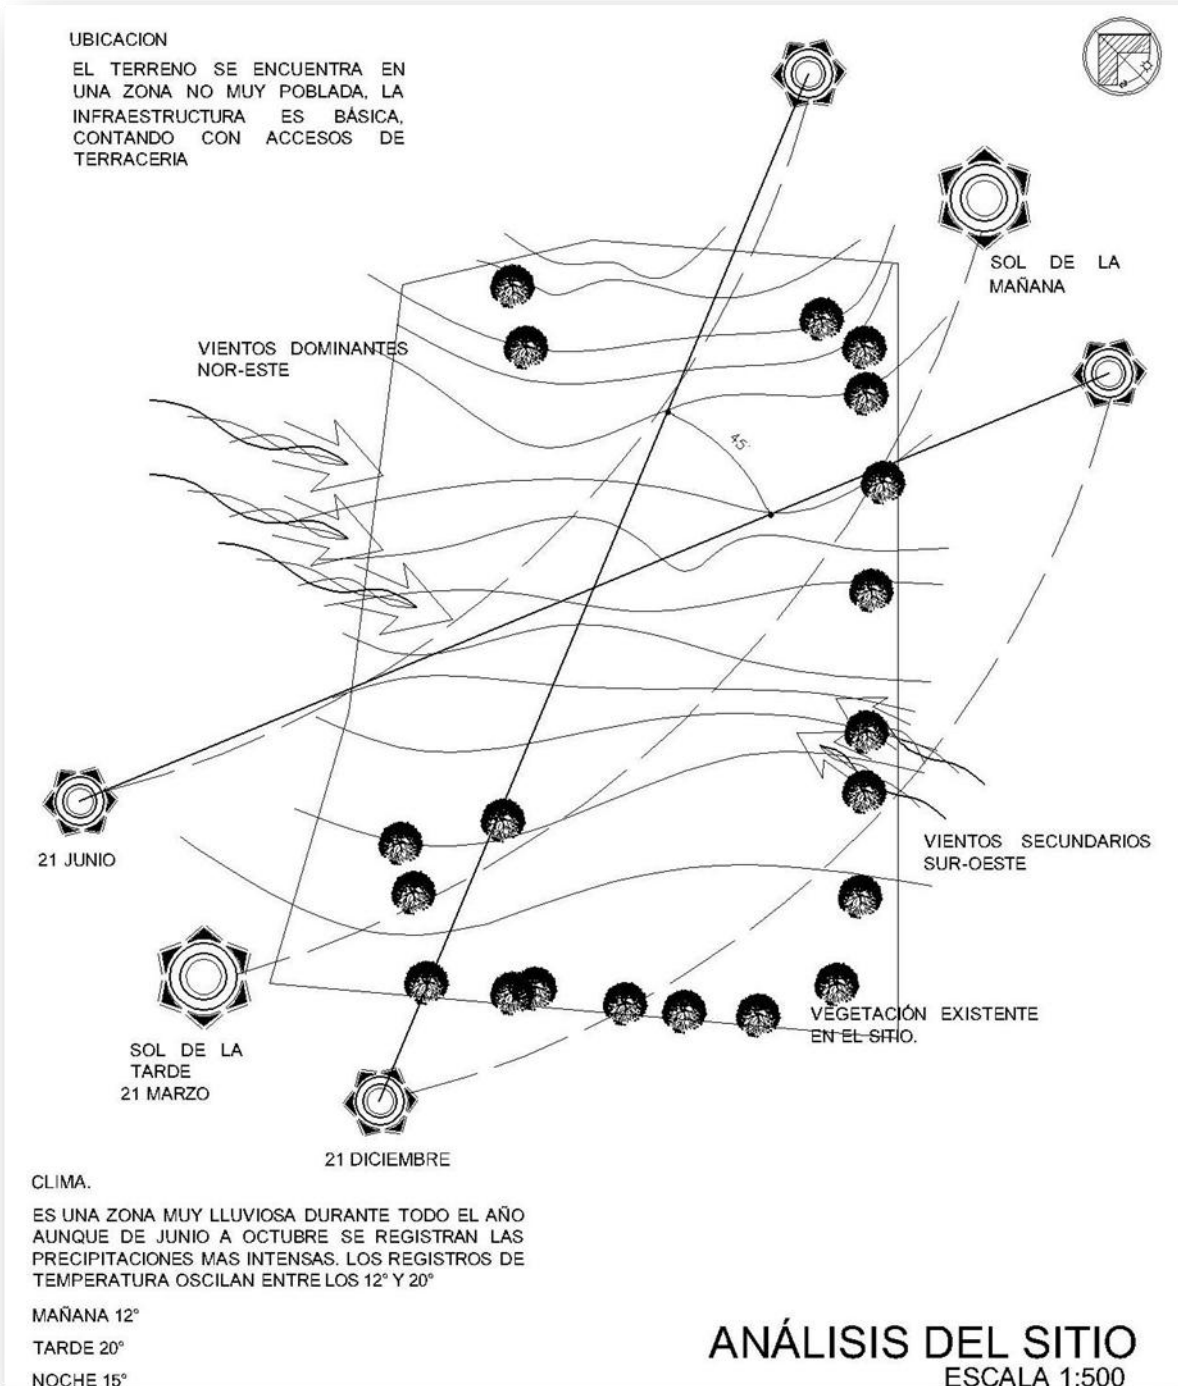 UBICACION
EL TERRENO SE ENCUENTRA EN
UNA ZONA NO MUY POBLADA, LA
INFRAESTRUCTURA ES BÁSICA,
CONTANDO CON ACCESOS DE
TERRACERIA
SOL DE LA
MAÑANA
VIENTOS DOMINANTES
NOR-ESTE
45°
21 JUNIO
VIENTOS SECUNDARIOS
SUR-OESTE
VEGETACIÓN EXISTENTE
EN EL SITIO.
SOL DE LA
TARDE
21 MARZO
21 DICIEMBRE
CLIMA.
ES UNA ZONA MUY LLUVIOSA DURANTE TODO EL AÑO
AUNQUE DE JUNIO A OCTUBRE SE REGISTRAN LAS
PRECIPITACIONES MAS INTENSAS. LOS REGISTROS DE
TEMPERATURA OSCILAN ENTRE LOS 12° Y 20°
MAÑANA 12°
TARDE 20°
NOCHE 15°
ANÁLISIS DEL SITIO
ESCALA 1:500